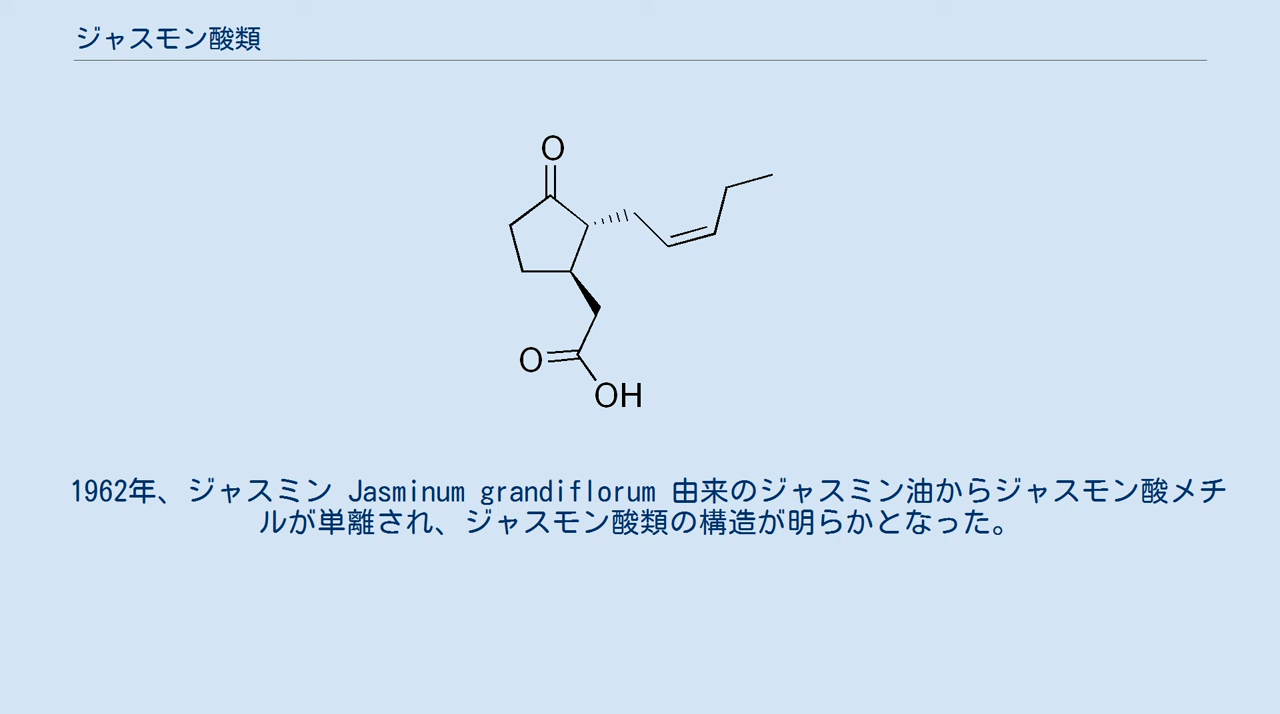 ジャスモン酸類
O
O
OH
1962年、ジャスミン Jasminum grandiflorum 由来のジャスミン油からジャスモン酸メチ
ルが単離され、ジャスモン酸類の構造が明らかとなった。